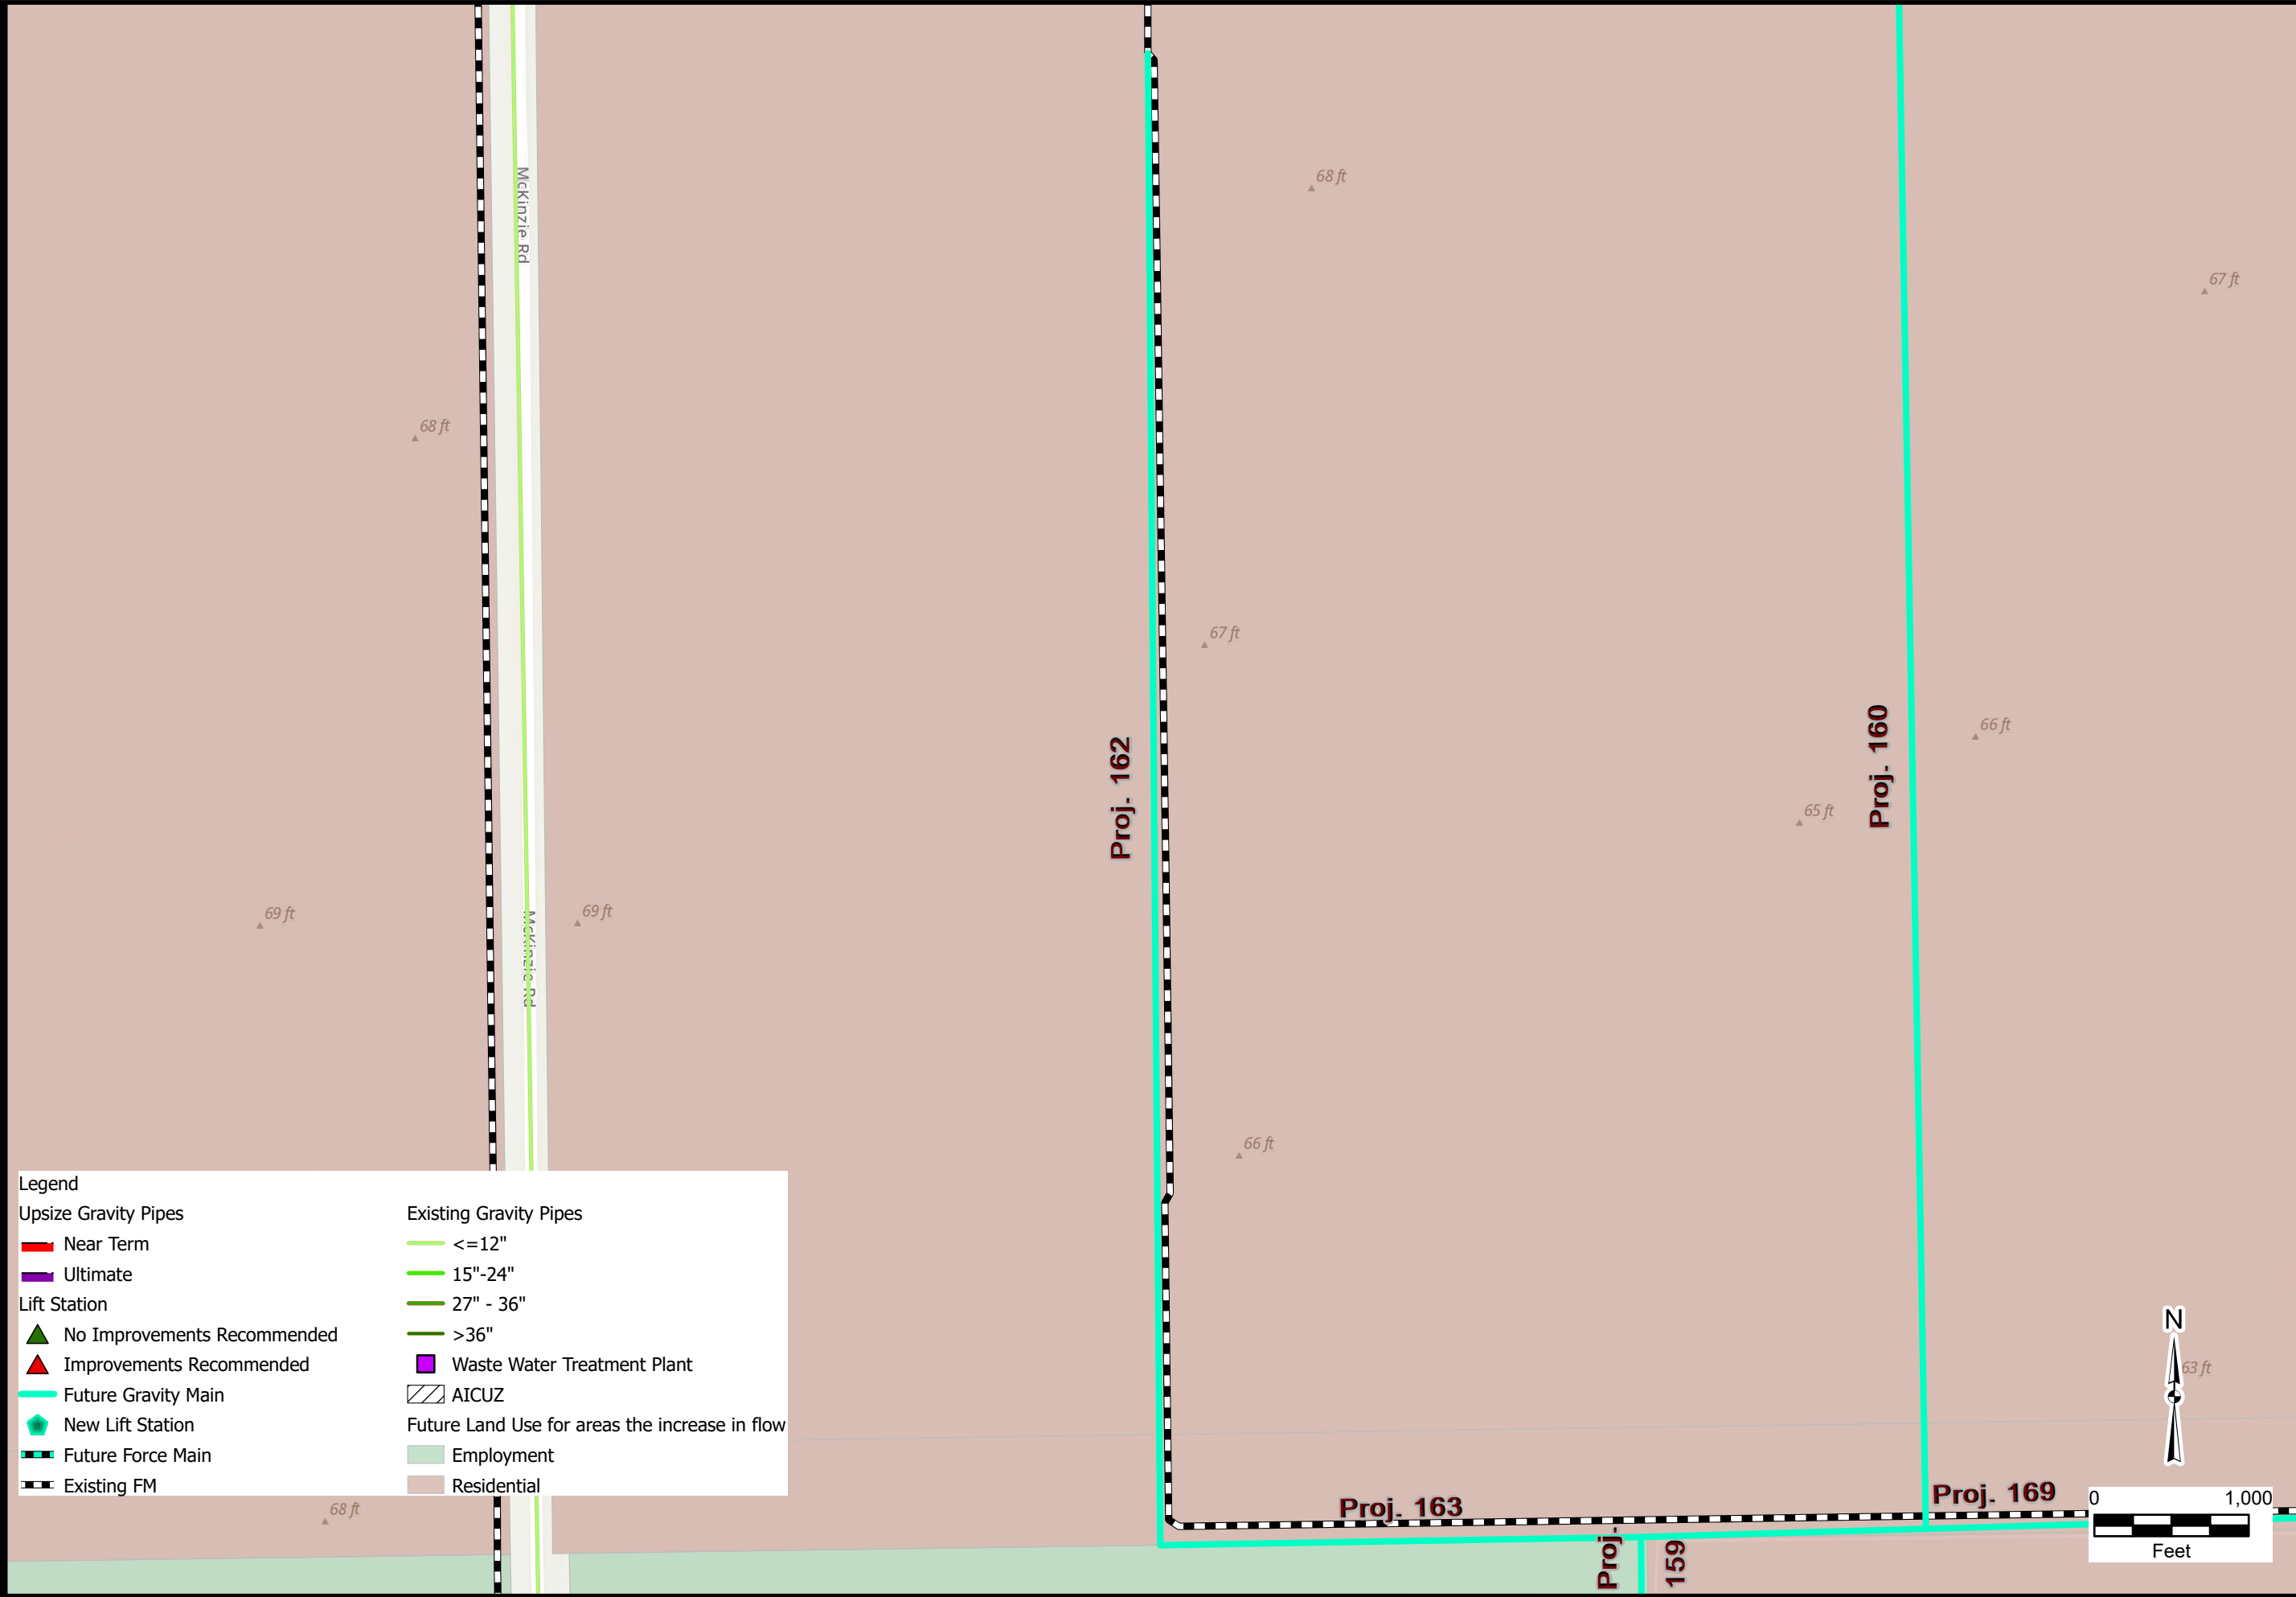 McKinzie Rd
68 ft
67 ft
68 ft
67 ft
Proj. 162
Proj. 160
66 ft
65 ft
69 ft
69 ft
McKinzie Rd
66 ft
Legend
Upsize Gravity Pipes
Near Term
Ultimate
Lift Station
No Improvements Recommended
Improvements Recommended
Future Gravity Main
New Lift Station
Future Force Main
Existing FM
Existing Gravity Pipes
<=12"
15"-24"
27" - 36"
>36"
Waste Water Treatment Plant
AICUZ
Future Land Use for areas the increase in flow
Employment
Residential
N
63 ft
68 ft
Proj. 163
Proj. 169
Proj.
159
0 1,000
Feet